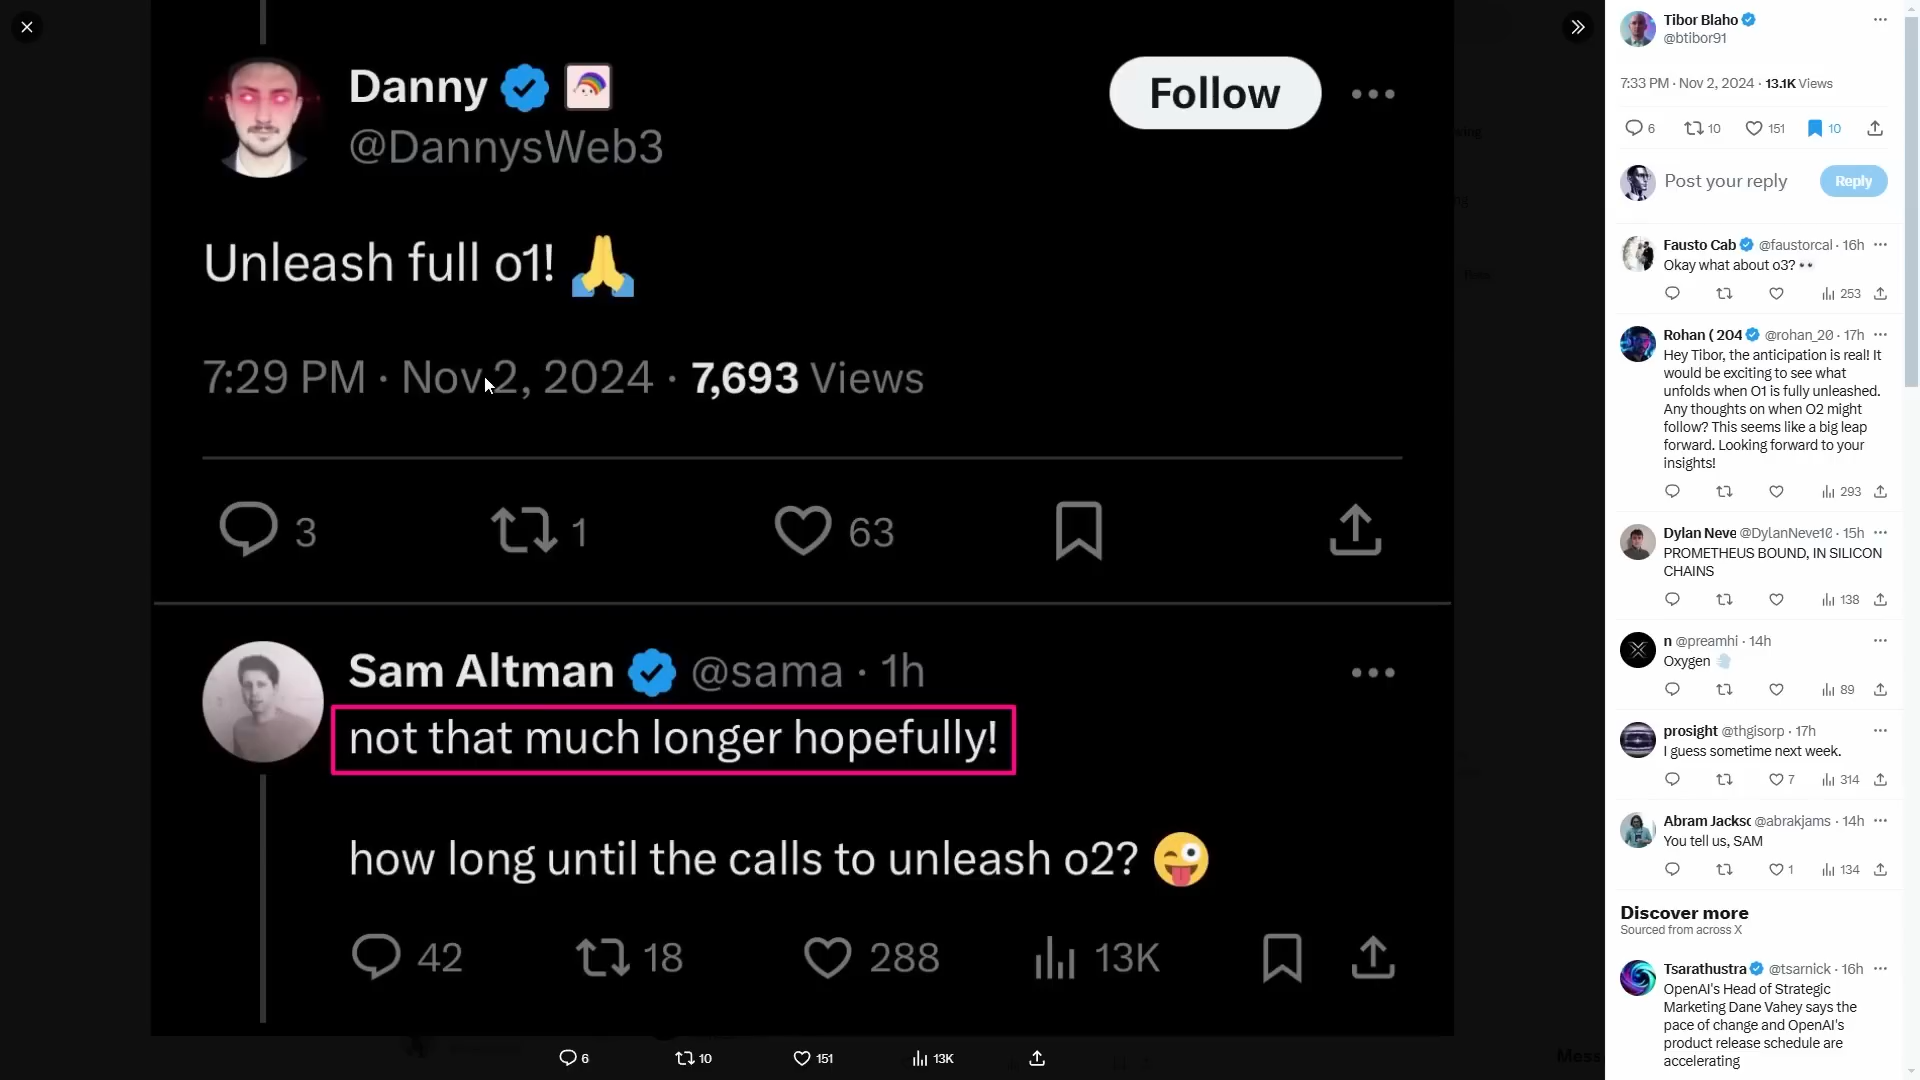 Danny
@DannysWeb3
Follow
Unleash full o1! 🙏
7:29 PM · Nov 2, 2024 · 7,693 Views
3 1 63
Sam Altman @sama · 1h
not that much longer hopefully!
how long until the calls to unleash o2? 😜
42 18 288 13K
6 10 151 13K
Tibor Blaho
@btibor91
7:33 PM · Nov 2, 2024 · 13.1K Views
6 10 151 10
Post your reply Reply
Fausto Cab @faustorcal · 16h
Okay what about o3? 👀
253
Rohan ( 204 @rohan_20 · 17h
Hey Tibor, the anticipation is real! It
would be exciting to see what
unfolds when O1 is fully unleashed.
Any thoughts on when O2 might
follow? This seems like a big leap
forward. Looking forward to your
insights!
293
Dylan Neve @DylanNeve10 · 15h
PROMETHEUS BOUND, IN SILICON
CHAINS
138
n @preamhi · 14h
Oxygen
89
prosight @thgisorp · 17h
I guess sometime next week.
7 314
Abram Jackso @abrakjams · 14h
You tell us, SAM
1 134
Discover more
Sourced from across X
Tsarathustra @tsarnick · 16h
OpenAI's Head of Strategic
Marketing Dane Vahey says the
pace of change and OpenAI's
product release schedule are
accelerating